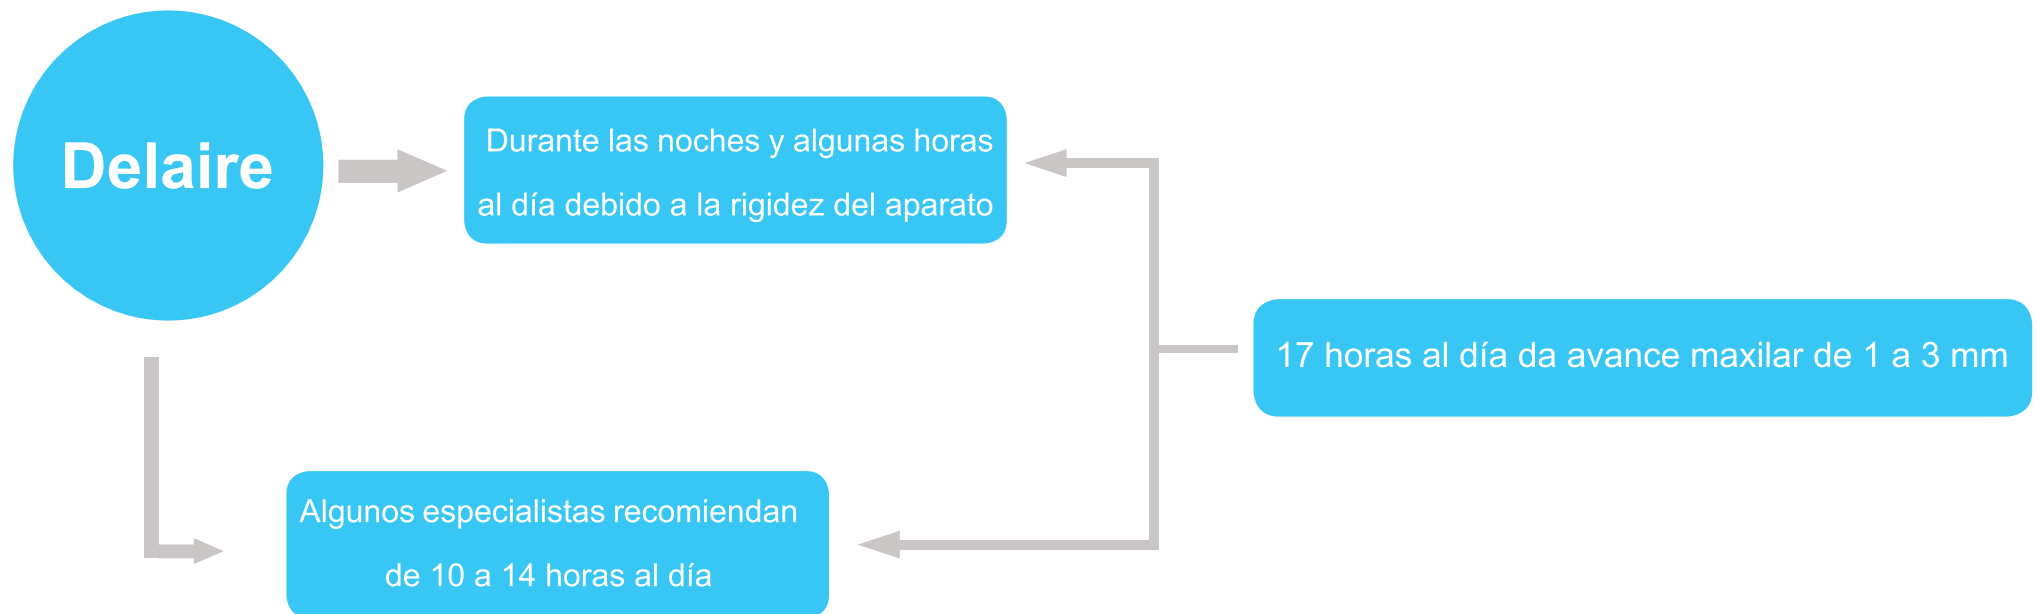 Delaire
Durante las noches y algunas horas
al día debido a la rigidez del aparato
17 horas al día da avance maxilar de 1 a 3 mm
Algunos especialistas recomiendan
de 10 a 14 horas al día